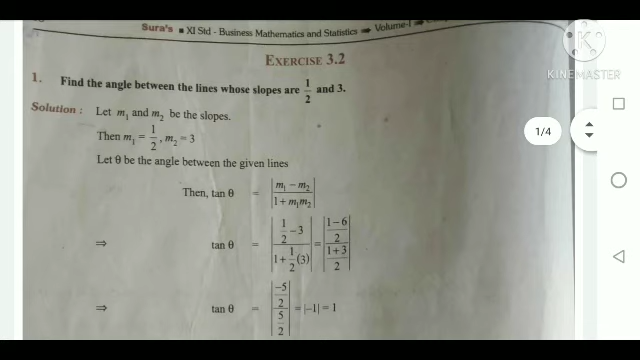 Sura's ■ XI Std - Business Mathematics and Statistics ➡ Volume-I ➡
KINEMASTER
EXERCISE 3.2
1. Find the angle between the lines whose slopes are 1/2 and 3.
Solution : Let m₁ and m₂ be the slopes.
Then m₁ = 1/2, m₂ = 3
Let θ be the angle between the given lines
Then, tan θ = |(m₁ − m₂)/(1 + m₁m₂)|
⇒ tan θ = |(1/2 − 3)/(1 + 1/2 (3))| = |((1−6)/2)/((1+3)/2)|
⇒ tan θ = |(−5/2)/(5/2)| = |−1| = 1
1/4